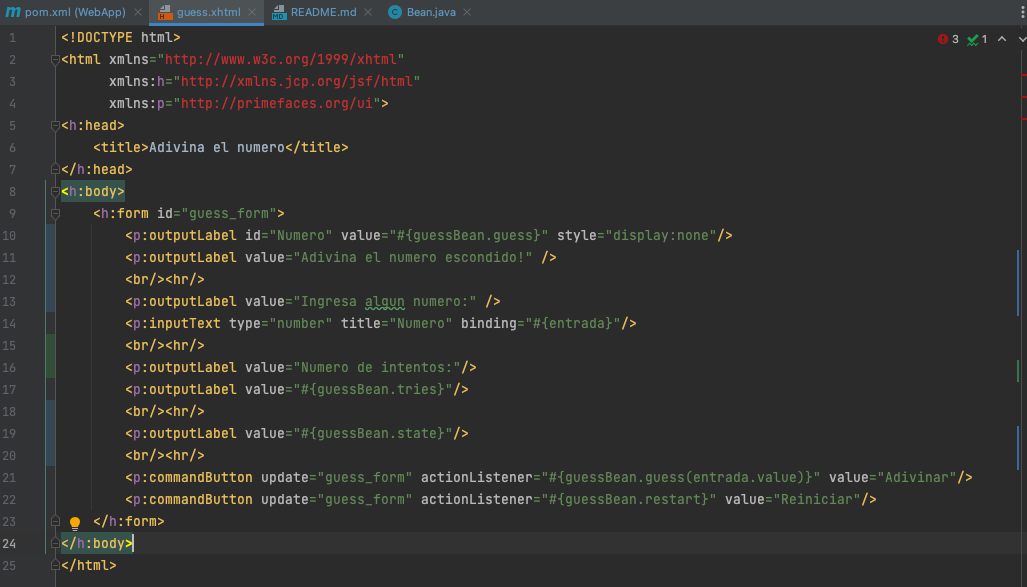 pom.xml (WebApp) guess.xhtml README.md Bean.java
3 1
1 <!DOCTYPE html>
2 <html xmlns="http://www.w3c.org/1999/xhtml"
3 xmlns:h="http://xmlns.jcp.org/jsf/html"
4 xmlns:p="http://primefaces.org/ui">
5 <h:head>
6 <title>Adivina el numero</title>
7 </h:head>
8 <h:body>
9 <h:form id="guess_form">
10 <p:outputLabel id="Numero" value="#{guessBean.guess}" style="display:none"/>
11 <p:outputLabel value="Adivina el numero escondido!" />
12 <br/><hr/>
13 <p:outputLabel value="Ingresa algun numero:" />
14 <p:inputText type="number" title="Numero" binding="#{entrada}"/>
15 <br/><hr/>
16 <p:outputLabel value="Numero de intentos:"/>
17 <p:outputLabel value="#{guessBean.tries}"/>
18 <br/><hr/>
19 <p:outputLabel value="#{guessBean.state}"/>
20 <br/><hr/>
21 <p:commandButton update="guess_form" actionListener="#{guessBean.guess(entrada.value)}" value="Adivinar"/>
22 <p:commandButton update="guess_form" actionListener="#{guessBean.restart}" value="Reiniciar"/>
23 </h:form>
24 </h:body>
25 </html>